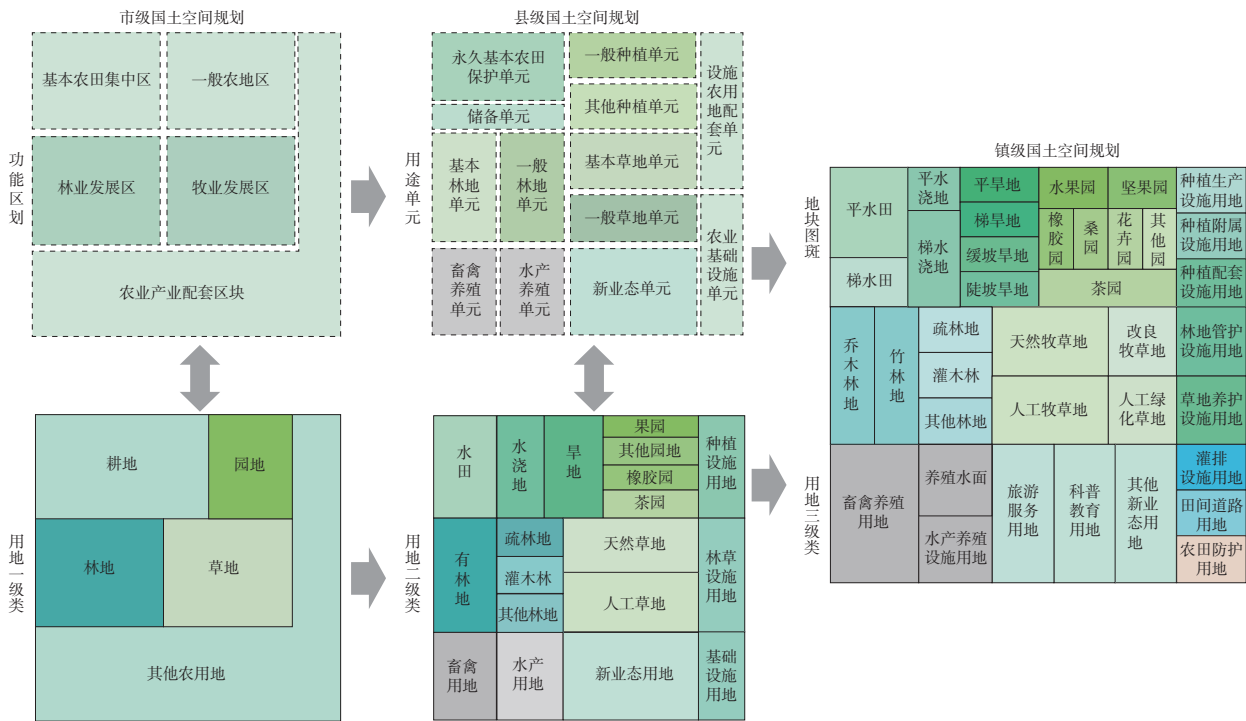 市级国土空间规划
功能区划
基本农田集中区
一般农地区
林业发展区
牧业发展区
农业产业配套区块
用地一级类
耕地
园地
林地
草地
其他农用地
县级国土空间规划
用途单元
永久基本农田
保护单元
储备单元
一般种植单元
其他种植单元
设施农用地配套单元
基本
林地
单元
一般
林地
单元
基本草地单元
一般草地单元
农业
基础
设施
单元
畜禽
养殖
单元
水产
养殖
单元
新业态单元
用地二级类
水田
水浇地
旱地
果园
其他园地
橡胶园
茶园
种植
设施
用地
有林地
疏林地
灌木林
其他林地
天然草地
人工草地
林草
设施
用地
畜禽
用地
水产
用地
新业态用地
基础
设施
用地
镇级国土空间规划
地块图斑
平水田
梯水田
平水
浇地
梯水
浇地
平旱地
梯旱地
缓坡旱地
陡坡旱地
水果园
坚果园
橡胶园
桑园
花卉园
其他园
茶园
种植生产
设施用地
种植附属
设施用地
种植配套
设施用地
乔木林地
竹林地
疏林地
灌木林
其他林地
天然牧草地
改良
牧草地
人工牧草地
人工绿
化草地
林地管护
设施用地
草地养护
设施用地
用地三级类
畜禽养殖
用地
养殖水面
水产养殖
设施用地
旅游
服务
用地
科普
教育
用地
其他
新业
态用
地
灌排
设施用地
田间道路
用地
农田防护
用地